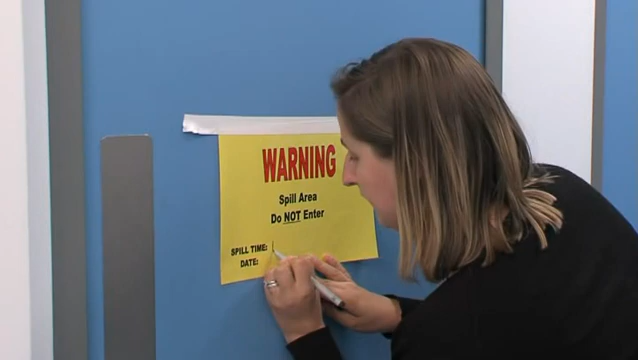 WARNING
Spill Area
Do NOT Enter
SPILL TIME:
DATE: